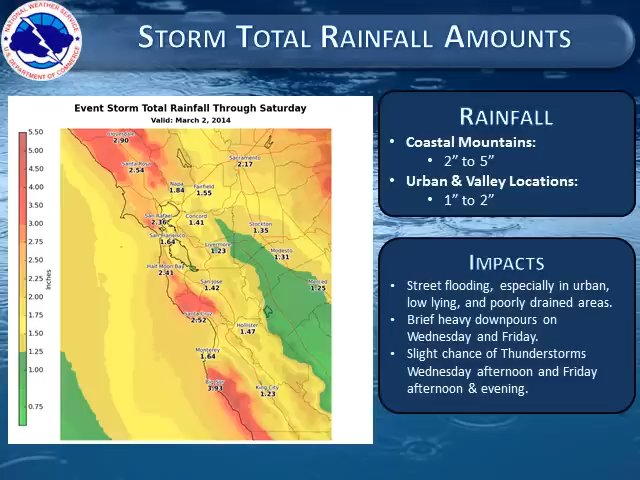 NATIONAL WEATHER SERVICE
U.S. DEPARTMENT OF COMMERCE
STORM TOTAL RAINFALL AMOUNTS
Event Storm Total Rainfall Through Saturday
Valid: March 2, 2014
5.50
5.00
4.50
4.00
3.50
3.00
2.75
2.50
2.25
2.00
1.75
1.50
1.25
1.00
0.75
Inches
Cloverdale
2.90
Santa Rosa
2.54
Sacramento
2.17
Napa
1.84
Fairfield
1.55
San Rafael
2.36
Concord
1.41
Stockton
1.35
San Francisco
1.64
Livermore
1.23
Modesto
1.31
Half Moon Bay
2.41
San Jose
1.42
Merced
1.25
Santa Cruz
2.52
Hollister
1.47
Monterey
1.64
Big Sur
3.93
King City
1.23
RAINFALL
• Coastal Mountains:
• 2” to 5”
• Urban & Valley Locations:
• 1” to 2”
IMPACTS
• Street flooding, especially in urban,
low lying, and poorly drained areas.
• Brief heavy downpours on
Wednesday and Friday.
• Slight chance of Thunderstorms
Wednesday afternoon and Friday
afternoon & evening.